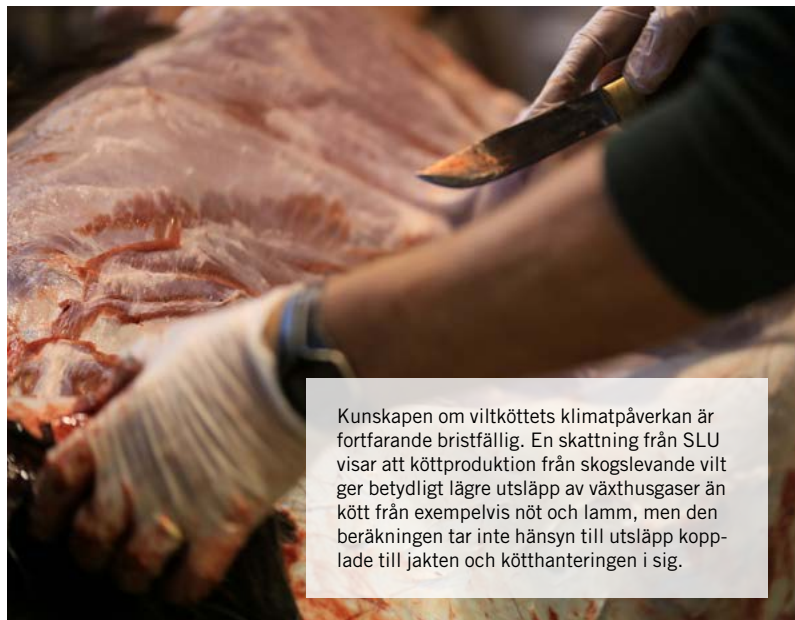 Kunskapen om viltköttets klimatpåverkan är
fortfarande bristfällig. En skattning från SLU
visar att köttproduktion från skogslevande vilt
ger betydligt lägre utsläpp av växthusgaser än
kött från exempelvis nöt och lamm, men den
beräkningen tar inte hänsyn till utsläpp kopp-
lade till jakten och kötthanteringen i sig.